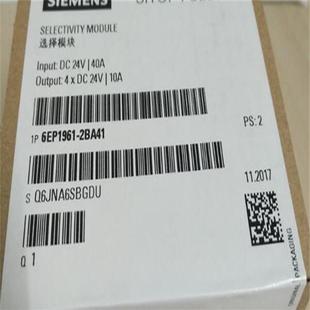 SIEMENS
SELECTIVITY MODULE
选择模块
Input: DC 24V | 40A
Output: 4 x DC 24V | 10A
1P 6EP1961-2BA41
PS: 2
S Q6JNA6SBGDU
11.2017
Q 1
PACKAGING